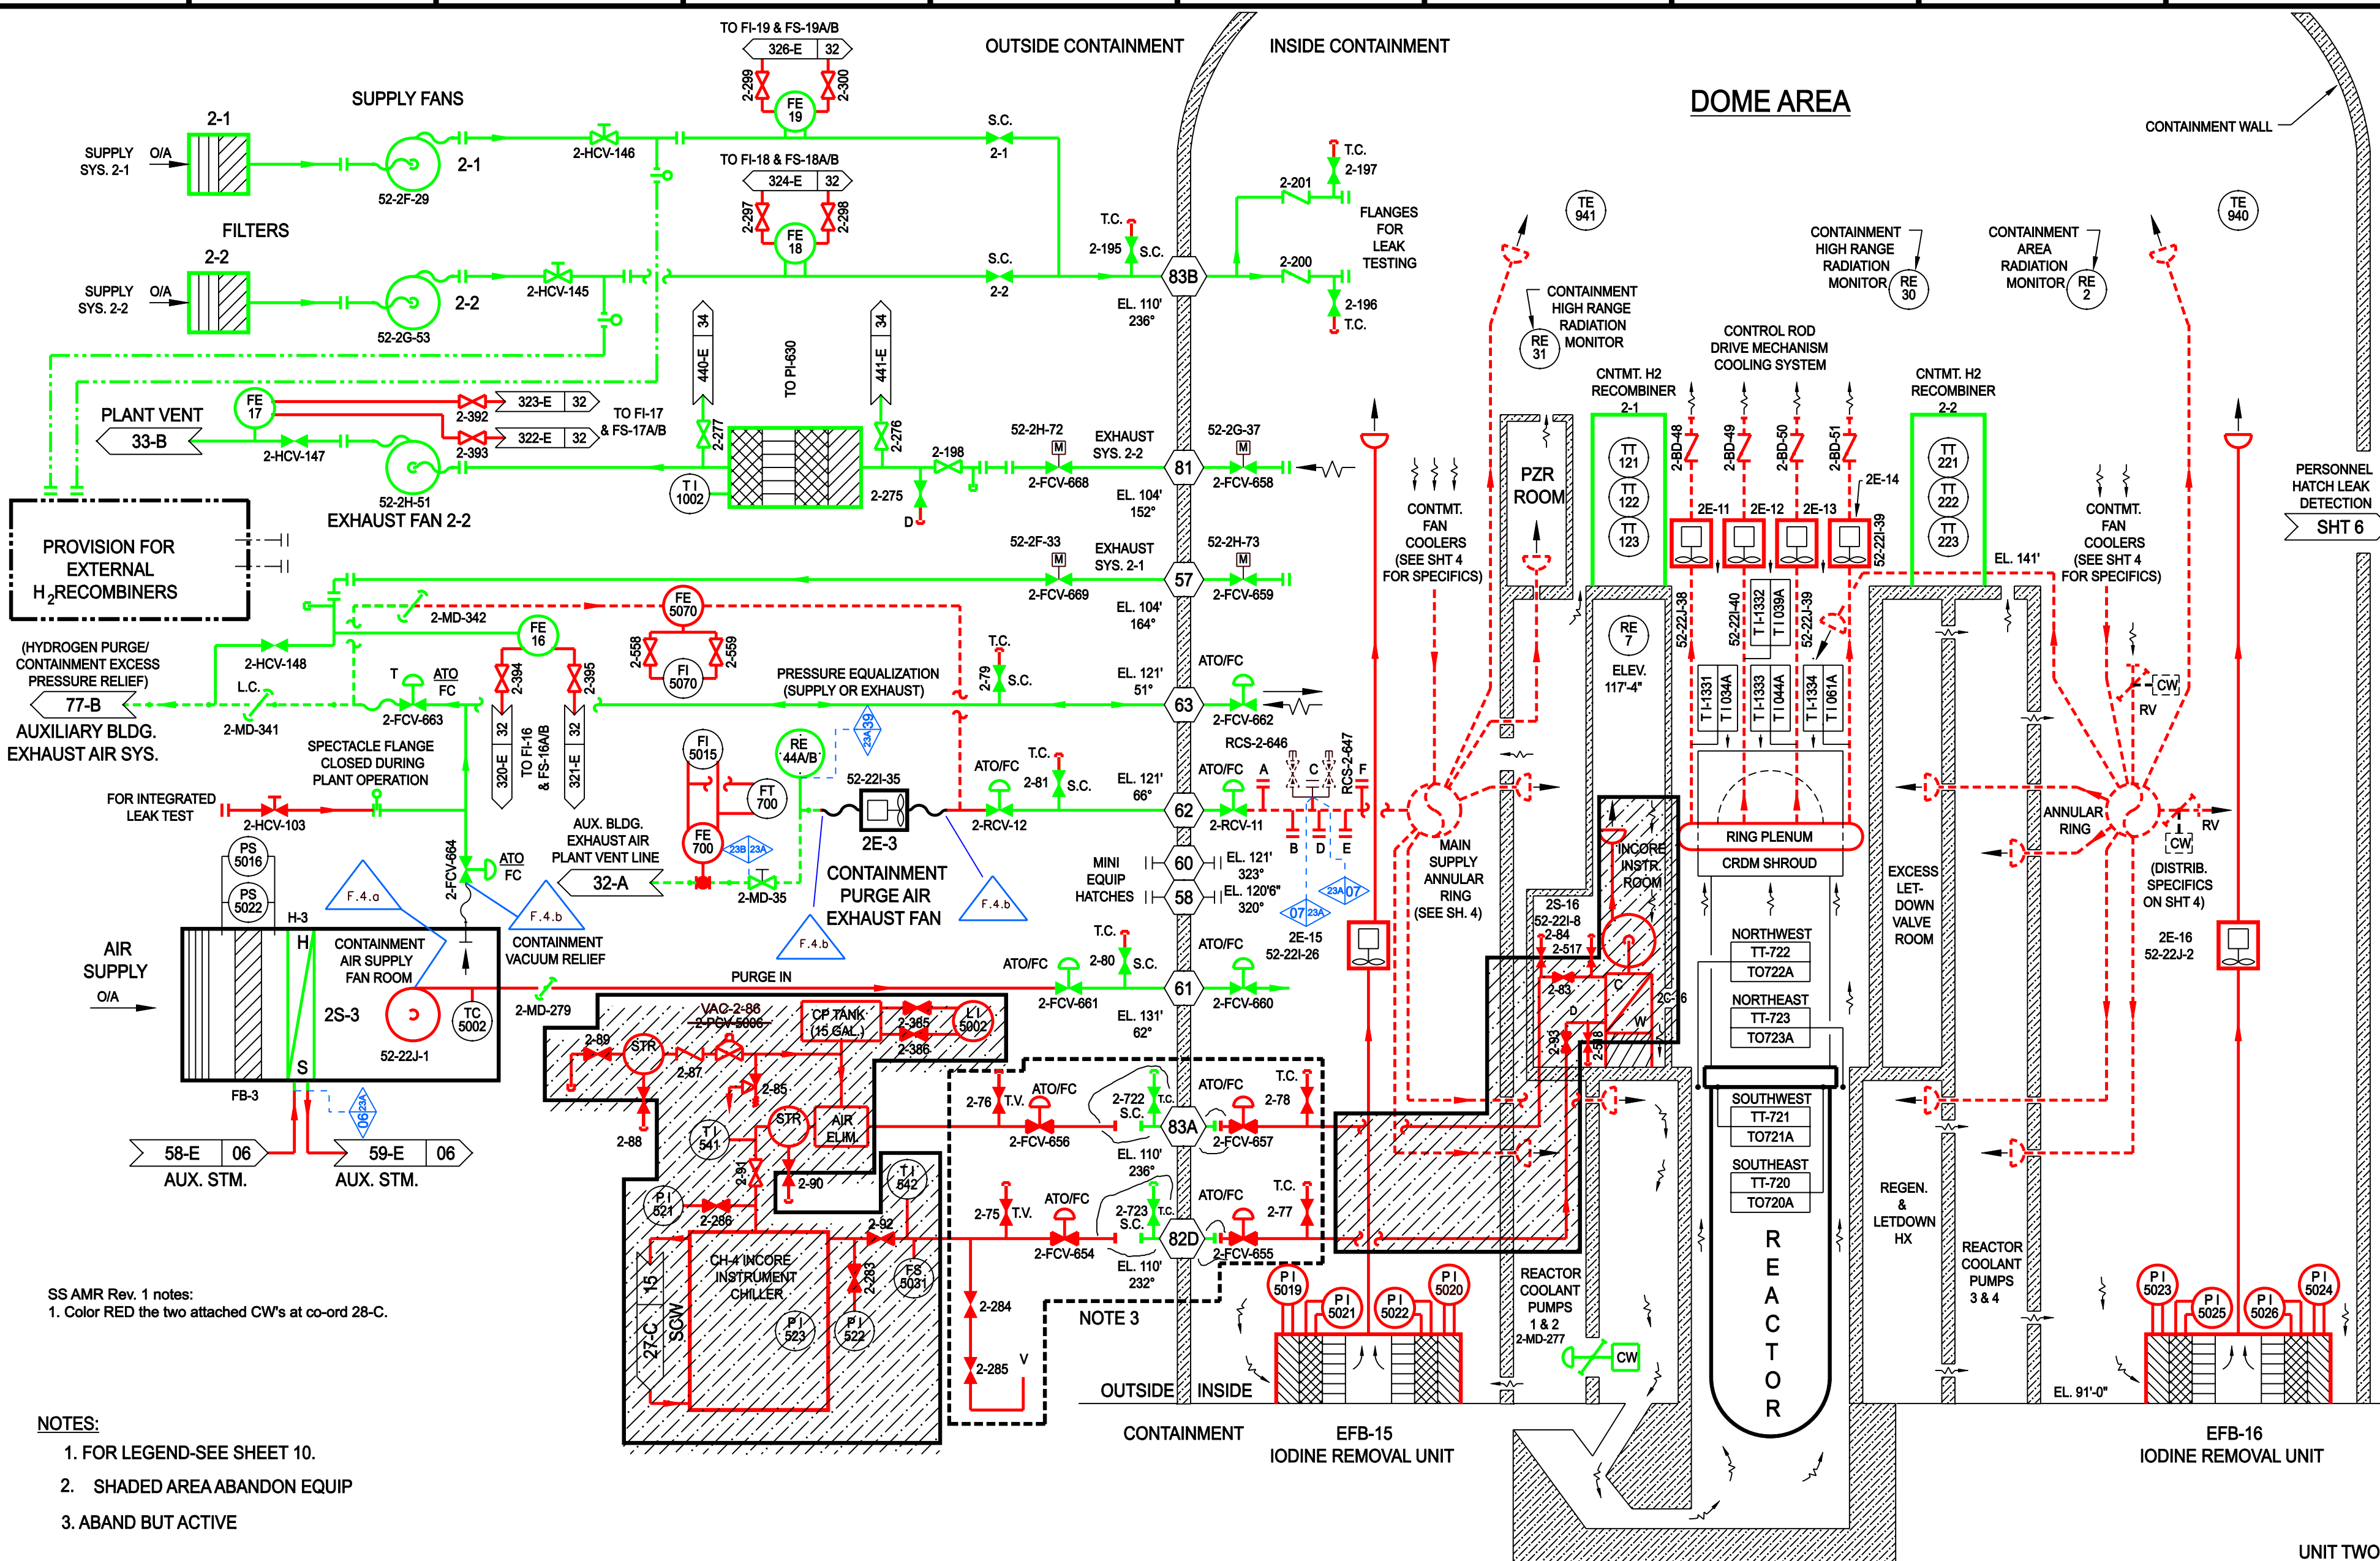 TO FI-19 & FS-19A/B
326-E 32
2-299
2-300
FE
19
OUTSIDE CONTAINMENT
INSIDE CONTAINMENT
DOME AREA
CONTAINMENT WALL
SUPPLY FANS
2-1
SUPPLY
SYS. 2-1
O/A
2-1
52-2F-29
2-HCV-146
S.C.
2-1
FILTERS
2-2
SUPPLY
SYS. 2-2
O/A
2-2
52-2G-53
2-HCV-145
TO FI-18 & FS-18A/B
324-E 32
2-297
2-298
FE
18
S.C.
2-2
T.C.
2-195
S.C.
83B
EL. 110'
236°
T.C.
2-197
2-201
FLANGES
FOR
LEAK
TESTING
2-200
2-196
T.C.
TE
941
TE
940
CONTAINMENT
HIGH RANGE
RADIATION
MONITOR
RE
31
CONTAINMENT
HIGH RANGE
RADIATION
MONITOR
RE
30
CONTAINMENT
AREA
RADIATION
MONITOR
RE
2
CONTROL ROD
DRIVE MECHANISM
COOLING SYSTEM
CNTMT. H2
RECOMBINER
2-1
CNTMT. H2
RECOMBINER
2-2
PLANT VENT
33-B
FE
17
2-392
323-E 32
322-E 32
2-393
TO FI-17
& FS-17A/B
2-HCV-147
52-2H-51
EXHAUST FAN 2-2
440-E 34
2-277
TO PI-630
441-E 34
2-276
T I
1002
2-275
D
2-198
52-2H-72
M
2-FCV-668
EXHAUST
SYS. 2-2
81
EL. 104'
152°
52-2G-37
M
2-FCV-658
52-2F-33
M
2-FCV-669
EXHAUST
SYS. 2-1
57
EL. 104'
164°
52-2H-73
M
2-FCV-659
PROVISION FOR
EXTERNAL
H2RECOMBINERS
2-MD-342
FE
5070
2-558
2-559
FI
5070
FE
16
2-394
2-395
320-E 32
TO FI-16
& FS-16A/B
321-E 32
(HYDROGEN PURGE/
CONTAINMENT EXCESS
PRESSURE RELIEF)
77-B
AUXILIARY BLDG.
EXHAUST AIR SYS.
2-HCV-148
L.C.
2-MD-341
T
ATO
FC
2-FCV-663
PRESSURE EQUALIZATION
(SUPPLY OR EXHAUST)
T.C.
2-79
S.C.
EL. 121'
51°
63
ATO/FC
2-FCV-662
SPECTACLE FLANGE
CLOSED DURING
PLANT OPERATION
FOR INTEGRATED
LEAK TEST
2-HCV-103
2-FCV-664
ATO
FC
FI
5015
FT
700
FE
700
23B 23A
2-MD-35
AUX. BLDG.
EXHAUST AIR
PLANT VENT LINE
32-A
RE
44A/B
23A 39
52-22I-35
2E-3
CONTAINMENT
PURGE AIR
EXHAUST FAN
F.4.b
F.4.b
ATO/FC
2-RCV-12
T.C.
2-81
S.C.
EL. 121'
66°
62
ATO/FC
2-RCV-11
RCS-2-646
RCS-2-647
A
C
F
B
D
E
23A 07
07 23A
MINI
EQUIP
HATCHES
60
58
EL. 121'
323°
EL. 120'6"
320°
2E-15
52-22I-26
MAIN
SUPPLY
ANNULAR
RING
(SEE SH. 4)
CONTMT.
FAN
COOLERS
(SEE SHT 4
FOR SPECIFICS)
PZR
ROOM
TT
121
TT
122
TT
123
RE
7
ELEV.
117'-4"
2-BD-48
2-BD-49
2-BD-50
2-BD-51
2E-14
2E-11
2E-12
2E-13
52-22J-38
52-22I-40
52-22J-39
52-22I-39
T I-1332
T I 039A
T I-1331
T I 034A
T I-1333
T I 044A
T I-1334
T I 061A
TT
221
TT
222
TT
223
EL. 141'
RING PLENUM
CRDM SHROUD
CONTMT.
FAN
COOLERS
(SEE SHT 4
FOR SPECIFICS)
PERSONNEL
HATCH LEAK
DETECTION
SHT 6
CW
RV
ANNULAR
RING
RV
CW
(DISTRIB.
SPECIFICS
ON SHT 4)
2E-16
52-22J-2
EXCESS
LET-
DOWN
VALVE
ROOM
INCORE
INSTR.
ROOM
2S-16
52-22I-8
2-84
2-517
2-83
C
W
2C-16
D
2-93
2-518
PS
5016
PS
5022
H-3
H
S
F.4.a
F.4.b
CONTAINMENT
VACUUM RELIEF
AIR
SUPPLY
O/A
CONTAINMENT
AIR SUPPLY
FAN ROOM
2S-3
52-22J-1
TC
5002
2-MD-279
PURGE IN
ATO/FC
2-FCV-661
T.C.
2-80
S.C.
61
EL. 131'
62°
ATO/FC
2-FCV-660
FB-3
06 23A
58-E 06
AUX. STM.
59-E 06
AUX. STM.
VAC-2-86
2-PCV-5006
CP TANK
(15 GAL.)
2-385
2-386
LI
5002
2-89
STR
2-87
2-85
2-88
T I
541
STR
AIR
ELIM.
2-91
2-90
P I
521
2-286
T I
542
2-92
CH-4 INCORE
INSTRUMENT
CHILLER
2-283
FS
5031
P I
523
P I
522
27-C 15
SCW
2-76
T.V.
ATO/FC
2-FCV-656
2-722
S.C.
T.C.
83A
EL. 110'
236°
ATO/FC
2-FCV-657
T.C.
2-78
2-75
T.V.
ATO/FC
2-FCV-654
2-723
S.C.
T.C.
82D
EL. 110'
232°
ATO/FC
2-FCV-655
T.C.
2-77
2-284
2-285
V
NOTE 3
OUTSIDE INSIDE
CONTAINMENT
P I
5019
P I
5021
P I
5022
P I
5020
EFB-15
IODINE REMOVAL UNIT
REACTOR
COOLANT
PUMPS
1 & 2
2-MD-277
CW
NORTHWEST
TT-722
TO722A
NORTHEAST
TT-723
TO723A
SOUTHWEST
TT-721
TO721A
SOUTHEAST
TT-720
TO720A
REACTOR
REGEN.
&
LETDOWN
HX
REACTOR
COOLANT
PUMPS
3 & 4
P I
5023
P I
5025
P I
5026
P I
5024
EL. 91'-0"
EFB-16
IODINE REMOVAL UNIT
SS AMR Rev. 1 notes:
1. Color RED the two attached CW's at co-ord 28-C.
NOTES:
1. FOR LEGEND-SEE SHEET 10.
2. SHADED AREA ABANDON EQUIP
3. ABAND BUT ACTIVE
UNIT TWO